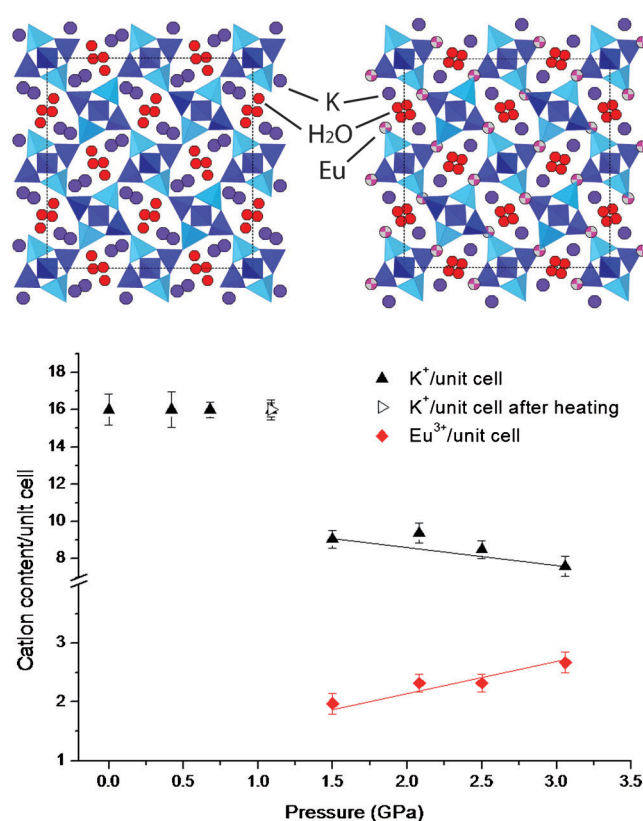 K
H2O
Eu
18
16
14
12
10
8
3
2
1
Cation content/unit cell
K+/unit cell
K+/unit cell after heating
Eu3+/unit cell
0.0 0.5 1.0 1.5 2.0 2.5 3.0 3.5
Pressure (GPa)